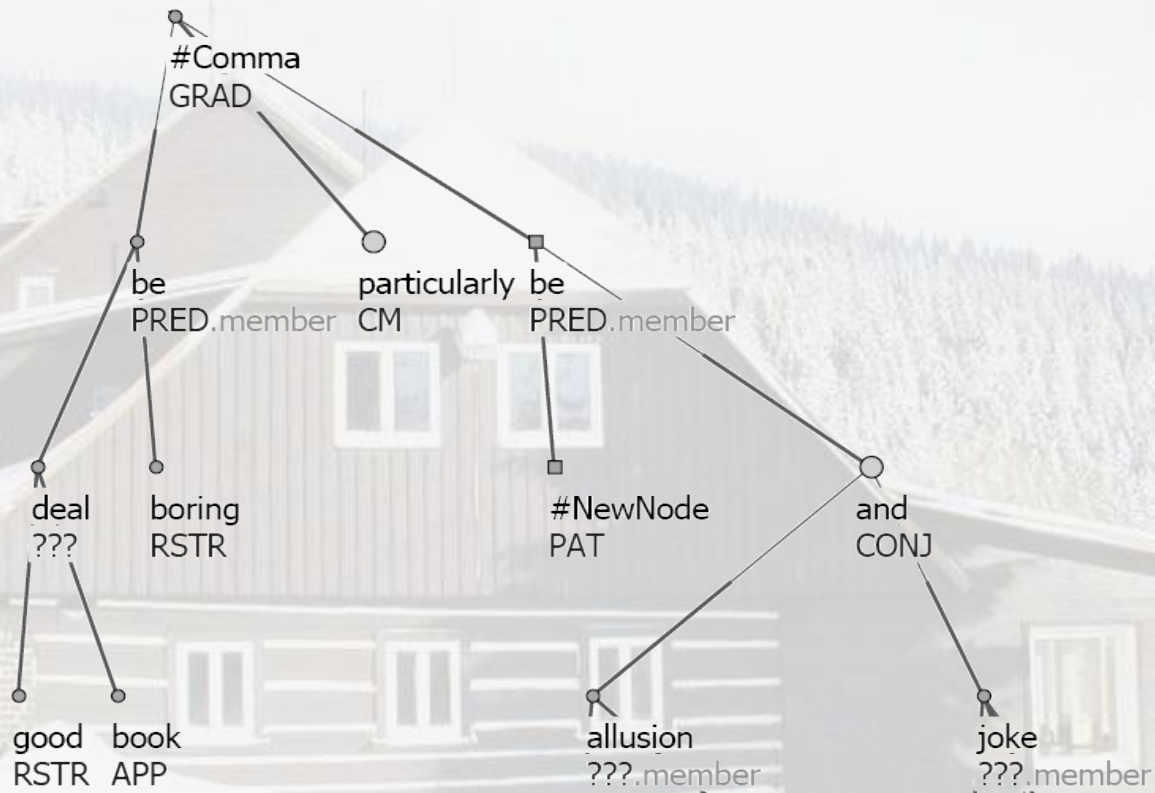 #Comma
GRAD
be
PRED.member
particularly
CM
be
PRED.member
deal
???
boring
RSTR
#NewNode
PAT
and
CONJ
good
RSTR
book
APP
allusion
???.member
joke
???.member